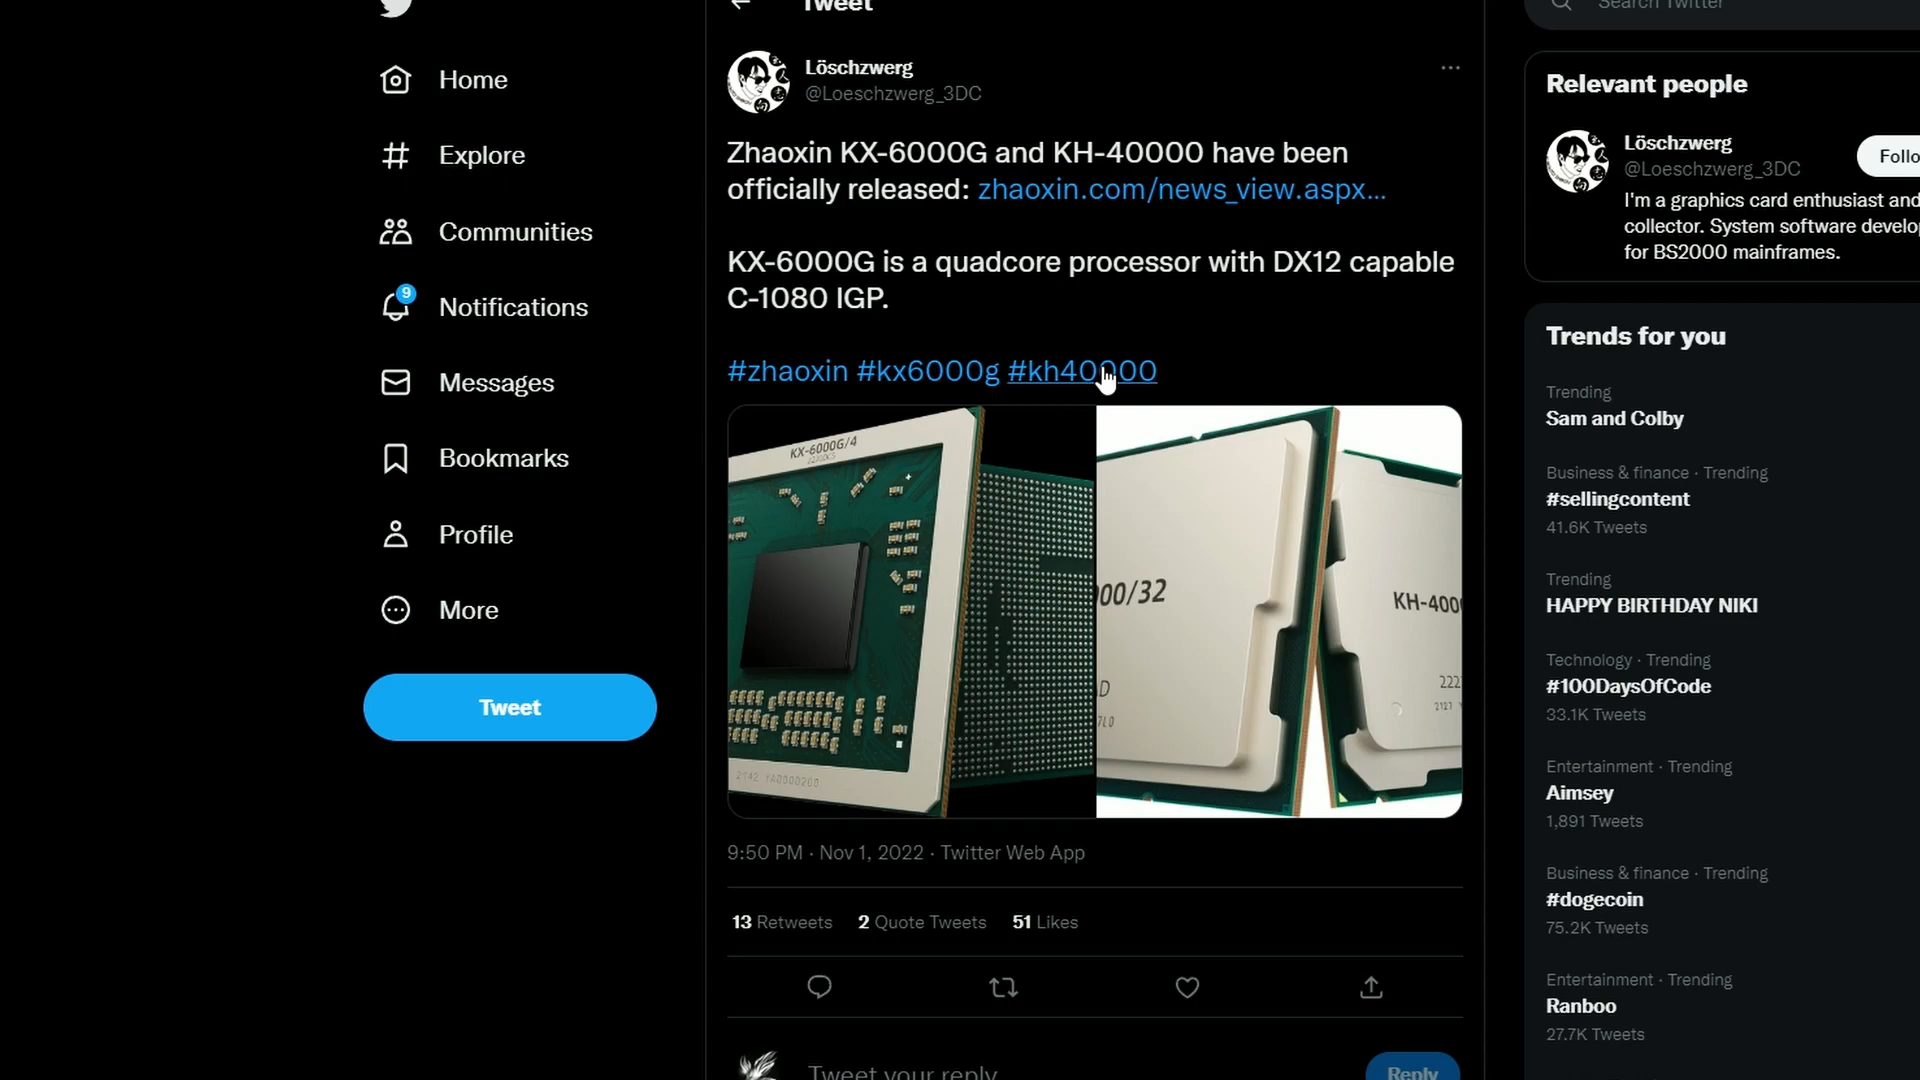 Tweet
Search Twitter
Home
Explore
Communities
9
Notifications
Messages
Bookmarks
Profile
More
Tweet
Löschzwerg
@Loeschzwerg_3DC
Zhaoxin KX-6000G and KH-40000 have been
officially released: zhaoxin.com/news_view.aspx...
KX-6000G is a quadcore processor with DX12 capable
C-1080 IGP.
#zhaoxin #kx6000g #kh40000
KX-6000G/4
00/32
KH-400
222
2127
9:50 PM · Nov 1, 2022 · Twitter Web App
13 Retweets 2 Quote Tweets 51 Likes
Tweet your reply
Reply
Relevant people
Löschzwerg
@Loeschzwerg_3DC
Follo
I'm a graphics card enthusiast and
collector. System software develo
for BS2000 mainframes.
Trends for you
Trending
Sam and Colby
Business & finance · Trending
#sellingcontent
41.6K Tweets
Trending
HAPPY BIRTHDAY NIKI
Technology · Trending
#100DaysOfCode
33.1K Tweets
Entertainment · Trending
Aimsey
1,891 Tweets
Business & finance · Trending
#dogecoin
75.2K Tweets
Entertainment · Trending
Ranboo
27.7K Tweets